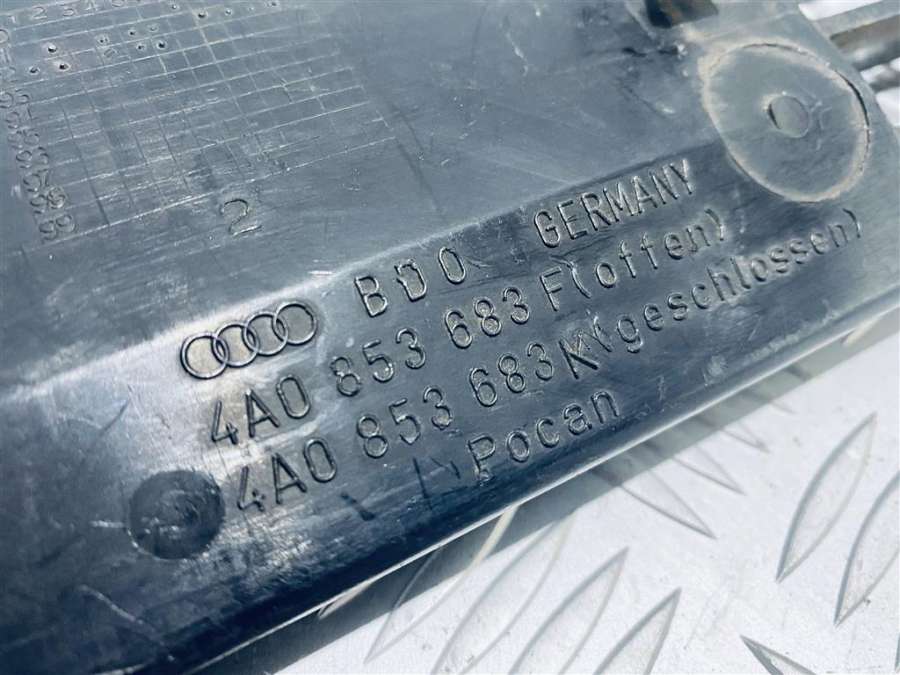 2
BDO GERMANY
4A0 853 683 F(offen)
4A0 853 683 K (geschlossen)
Pocan